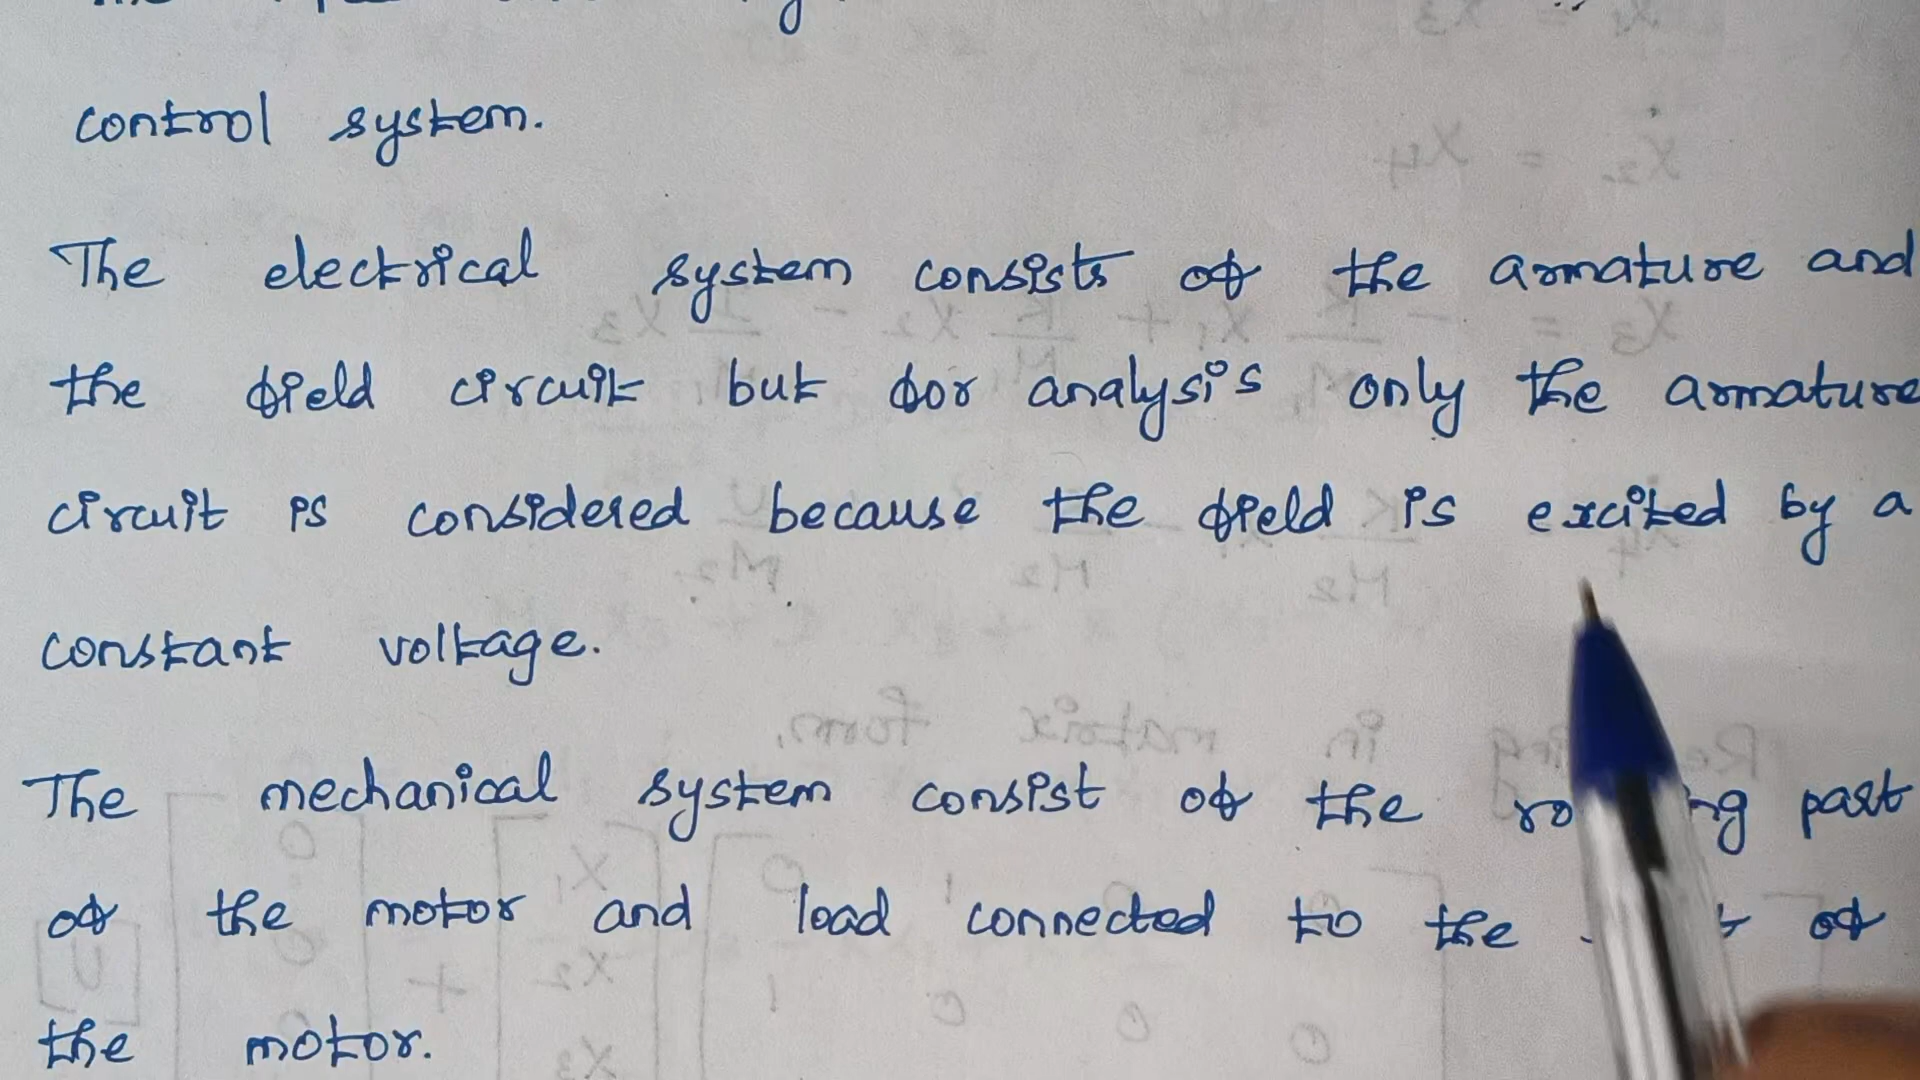 control system.
The electrical system consists of the armature and
the field circuit but for analysis only the armature
circuit is considered because the field is excited by a
constant voltage.
The mechanical system consist of the part
of the motor and load connected to the of
the motor.